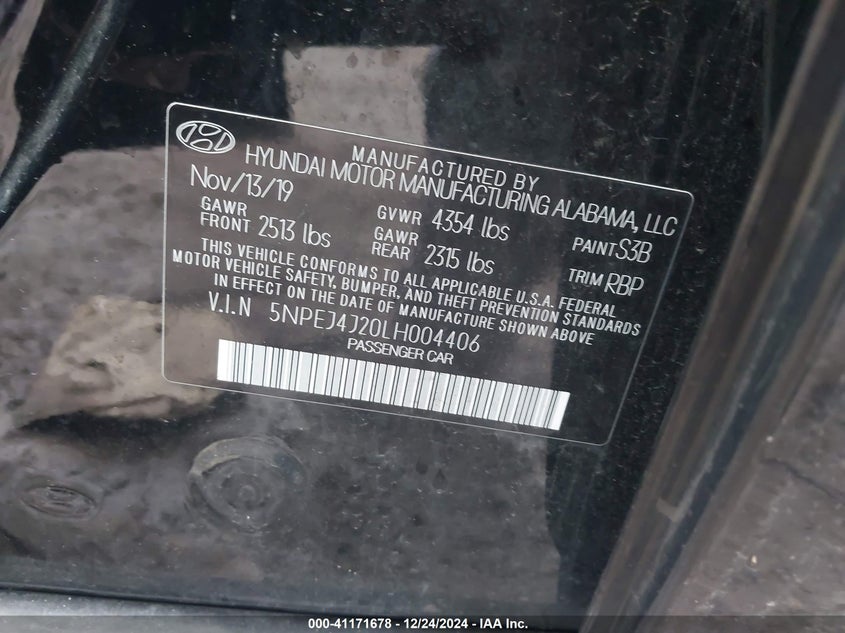 MANUFACTURED BY
HYUNDAI MOTOR MANUFACTURING ALABAMA, LLC
Nov/13/19
GAWR FRONT 2513 lbs
GVWR 4354 lbs
GAWR REAR 2315 lbs
PAINT S3B
TRIM RBP
THIS VEHICLE CONFORMS TO ALL APPLICABLE U.S.A. FEDERAL
MOTOR VEHICLE SAFETY, BUMPER, AND THEFT PREVENTION STANDARDS
IN EFFECT ON THE DATE OF MANUFACTURE SHOWN ABOVE
V.I.N 5NPEJ4J20LH004406
PASSENGER CAR
000-41171678 - 12/24/2024 - IAA Inc.